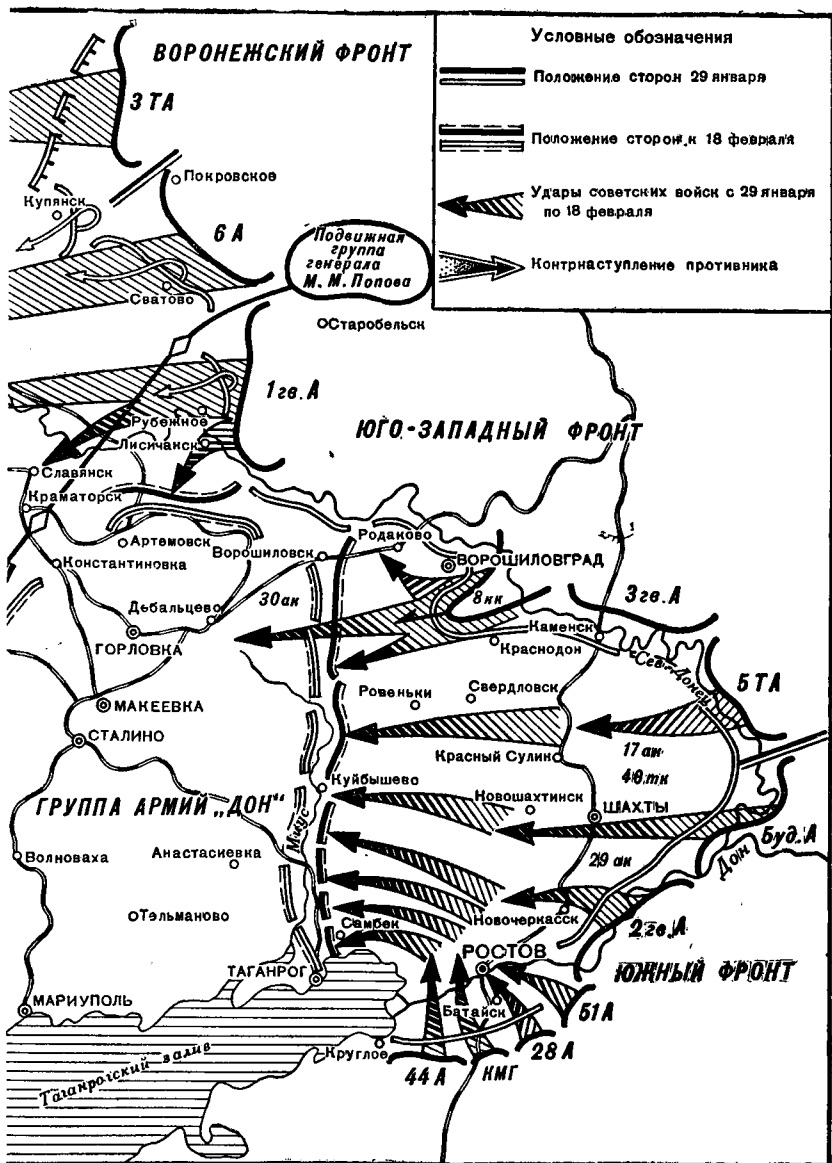 ВОРОНЕЖСКИЙ ФРОНТ
Условные обозначения
Положение сторон 29 января
Положение сторон к 18 февраля
Удары советских войск с 29 января
по 18 февраля
Контрнаступление противника
3 ТА
Покровское
Купянск
6 А
Подвижная
группа
генерала
М. М. Попова
Сватово
Старобельск
1 гв. А
Рубежное
Лисичанск
ЮГО-ЗАПАДНЫЙ ФРОНТ
Славянск
Краматорск
Артемовск
Ворошиловск
Родаково
ВОРОШИЛОВГРАД
Константиновка
Дебальцево
30 ак
8 кк
3 гв. А
Каменск
Краснодон
ГОРЛОВКА
Сев. Донец
5 ТА
Ровеньки
Свердловск
МАКЕЕВКА
СТАЛИНО
17 ак
Красный Сулин
48 тк
Куйбышево
Новошахтинск
ШАХТЫ
ГРУППА АРМИЙ „ДОН“
Миус
Буд. А
Волноваха
Анастасиевка
29 ак
Дон
Тельманово
Самбек
Новочеркасск
2 гв. А
РОСТОВ
ЮЖНЫЙ ФРОНТ
ТАГАНРОГ
МАРИУПОЛЬ
Батайск
51 А
Круглое
28 А
44 А
КМГ
Таганрогский залив